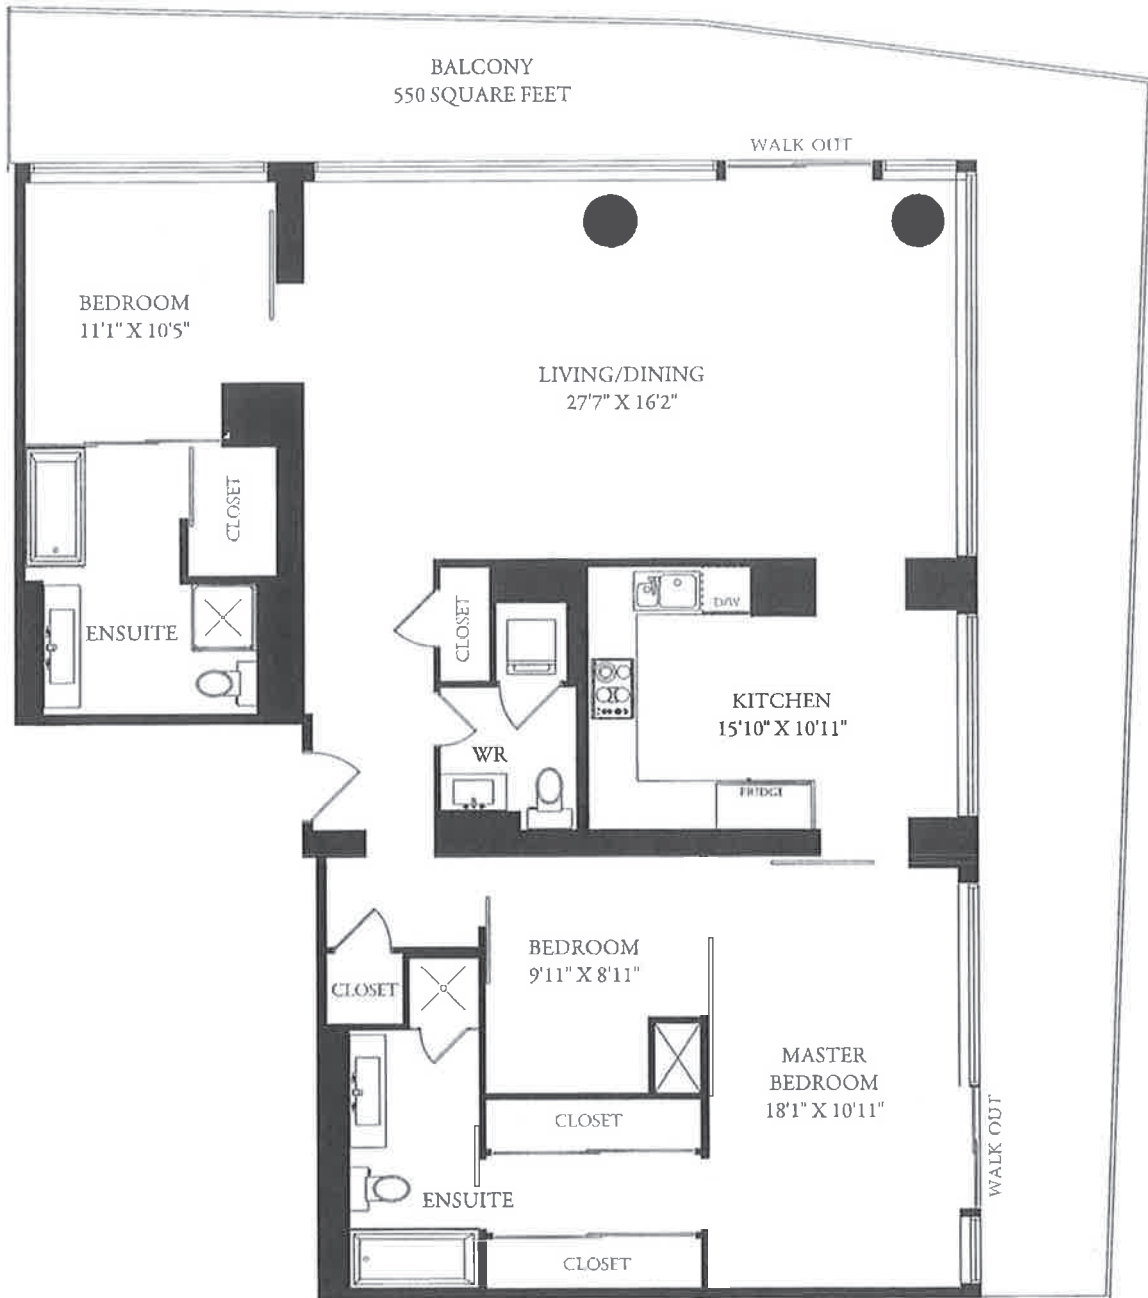 BALCONY
550 SQUARE FEET
WALK OUT
BEDROOM
11'1" X 10'5"
LIVING/DINING
27'7" X 16'2"
CLOSET
CLOSET
D/W
ENSUITE
KITCHEN
15'10" X 10'11"
WR
FRIDGE
BEDROOM
9'11" X 8'11"
CLOSET
MASTER
BEDROOM
18'1" X 10'11"
CLOSET
WALK OUT
ENSUITE
CLOSET